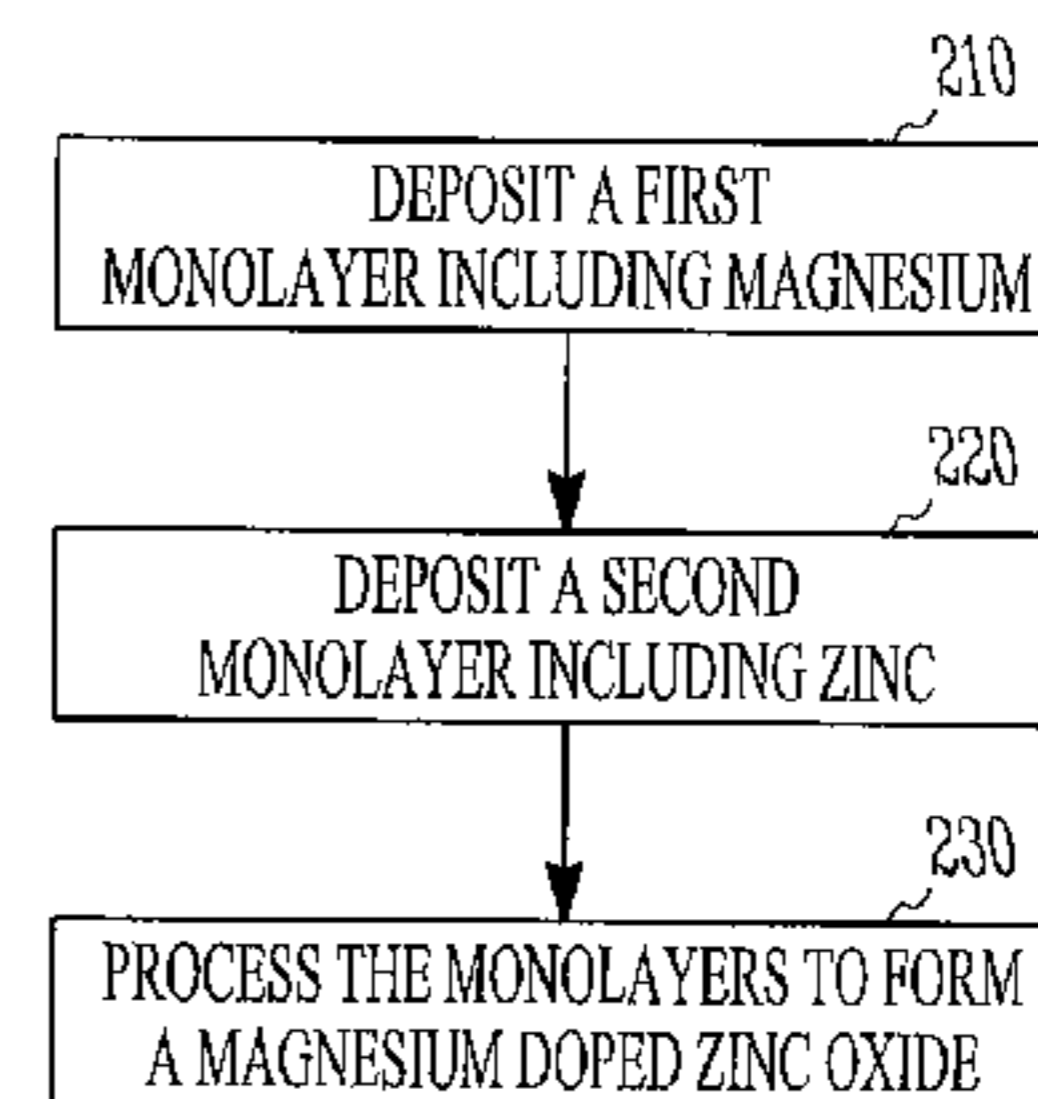 210
DEPOSIT A FIRST
MONOLAYER INCLUDING MAGNESIUM
220
DEPOSIT A SECOND
MONOLAYER INCLUDING ZINC
230
PROCESS THE MONOLAYERS TO FORM
A MAGNESIUM DOPED ZINC OXIDE